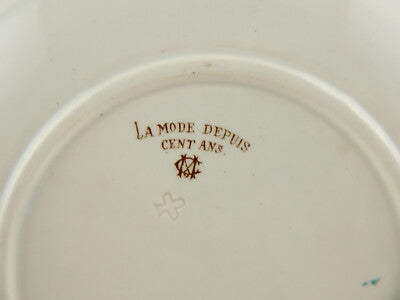 LA MODE DEPUIS
CENT ANS.